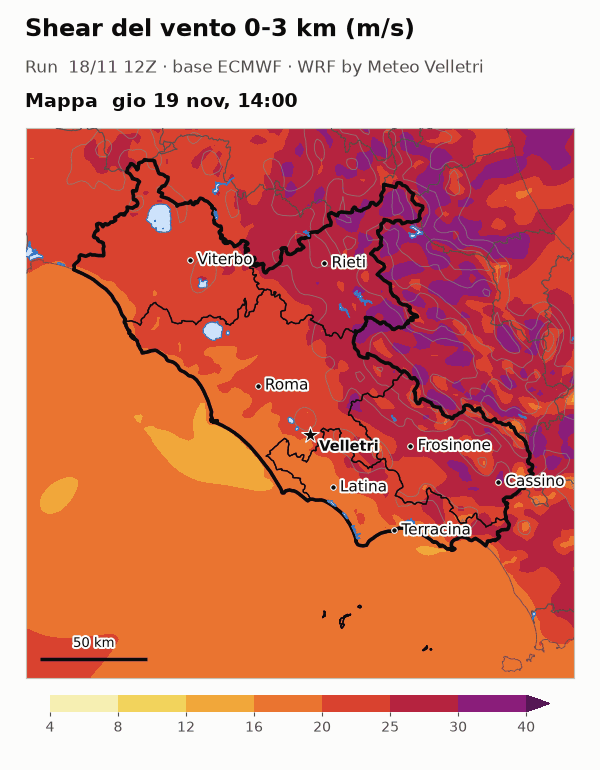 Shear del vento 0-3 km (m/s)
Run  18/11 12Z · base ECMWF · WRF by Meteo Velletri
Mappa  gio 19 nov, 14:00
Viterbo
Rieti
Roma
Velletri
Frosinone
Latina
Cassino
Terracina
50 km
4 8 12 16 20 25 30 40